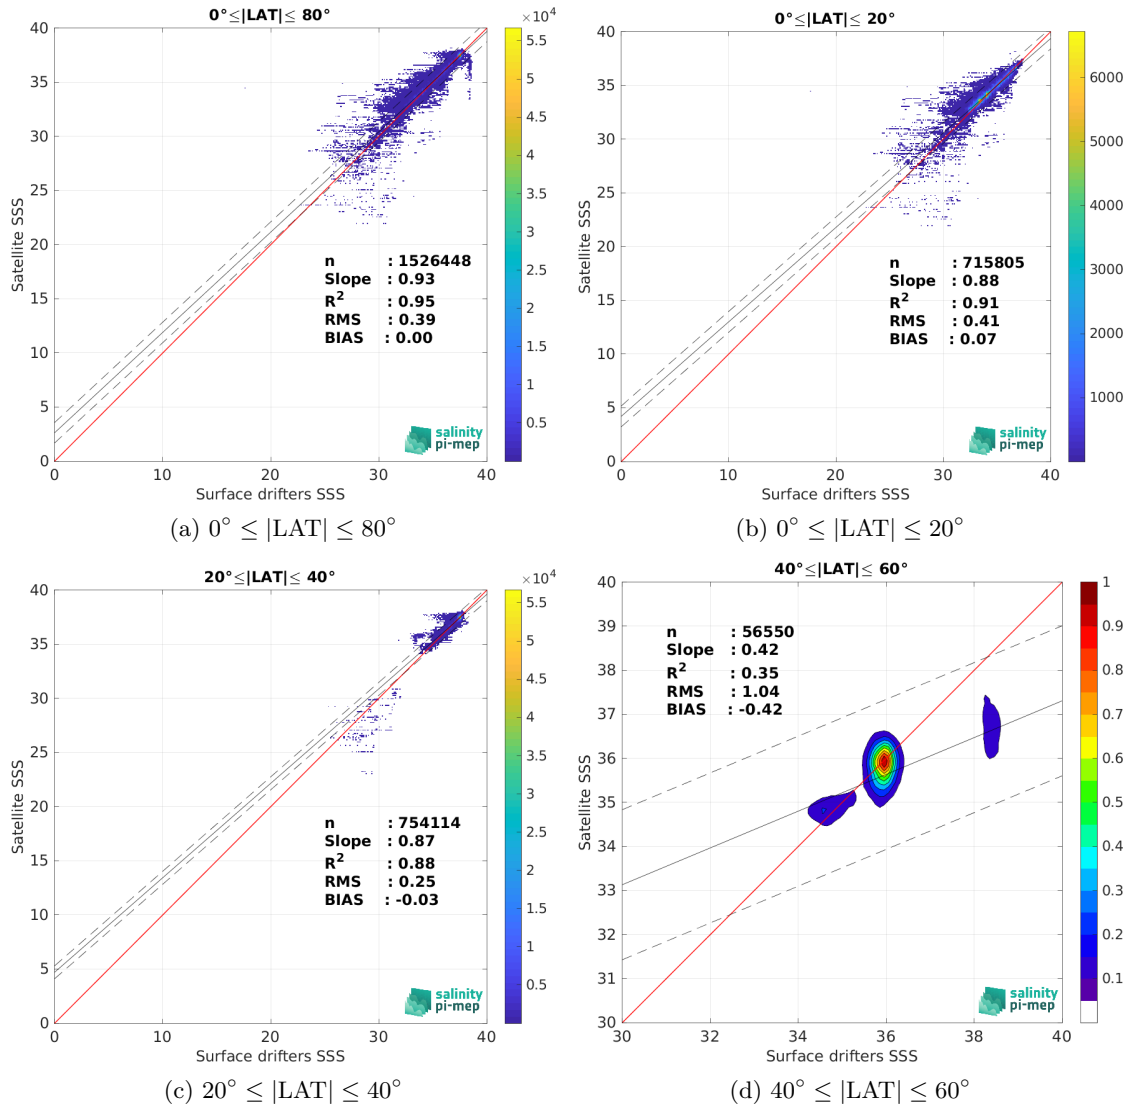 0°≤|LAT|≤ 80°
×10⁴
Satellite SSS
40
35
30
25
20
15
10
5
0
n : 1526448
Slope : 0.93
R² : 0.95
RMS : 0.39
BIAS : 0.00
salinity
pi-mep
0 10 20 30 40
Surface drifters SSS
5.5
5
4.5
4
3.5
3
2.5
2
1.5
1
0.5
(a) 0° ≤ |LAT| ≤ 80°
0°≤|LAT|≤ 20°
Satellite SSS
40
35
30
25
20
15
10
5
0
n : 715805
Slope : 0.88
R² : 0.91
RMS : 0.41
BIAS : 0.07
salinity
pi-mep
0 10 20 30 40
Surface drifters SSS
6000
5000
4000
3000
2000
1000
(b) 0° ≤ |LAT| ≤ 20°
20°≤|LAT|≤ 40°
×10⁴
Satellite SSS
40
35
30
25
20
15
10
5
0
n : 754114
Slope : 0.87
R² : 0.88
RMS : 0.25
BIAS : -0.03
salinity
pi-mep
0 10 20 30 40
Surface drifters SSS
5.5
5
4.5
4
3.5
3
2.5
2
1.5
1
0.5
(c) 20° ≤ |LAT| ≤ 40°
40°≤|LAT|≤ 60°
Satellite SSS
40
39
38
37
36
35
34
33
32
31
30
n : 56550
Slope : 0.42
R² : 0.35
RMS : 1.04
BIAS : -0.42
salinity
pi-mep
30 32 34 36 38 40
Surface drifters SSS
1
0.9
0.8
0.7
0.6
0.5
0.4
0.3
0.2
0.1
(d) 40° ≤ |LAT| ≤ 60°